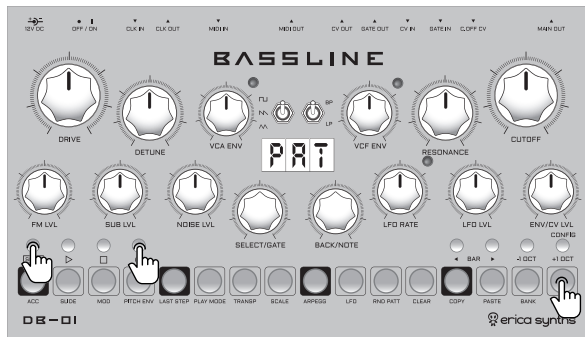 12V DC OFF / ON CLK IN CLK OUT MIDI IN MIDI OUT CV OUT GATE OUT CV IN GATE IN C.OFF CV MAIN OUT
BASSLINE
BP
LP
DRIVE DETUNE VCA ENV VCF ENV RESONANCE CUTOFF
PAT
FM LVL SUB LVL NOISE LVL SELECT/GATE BACK/NOTE LFO RATE LFO LVL ENV/CV LVL
CONFIG
BAR -1 OCT +1 OCT
ACC SLIDE MOD PITCH ENV LAST STEP PLAY MODE TRANSP SCALE ARPEGG LFO RND PATT CLEAR COPY PASTE BANK
DB-01 erica synths